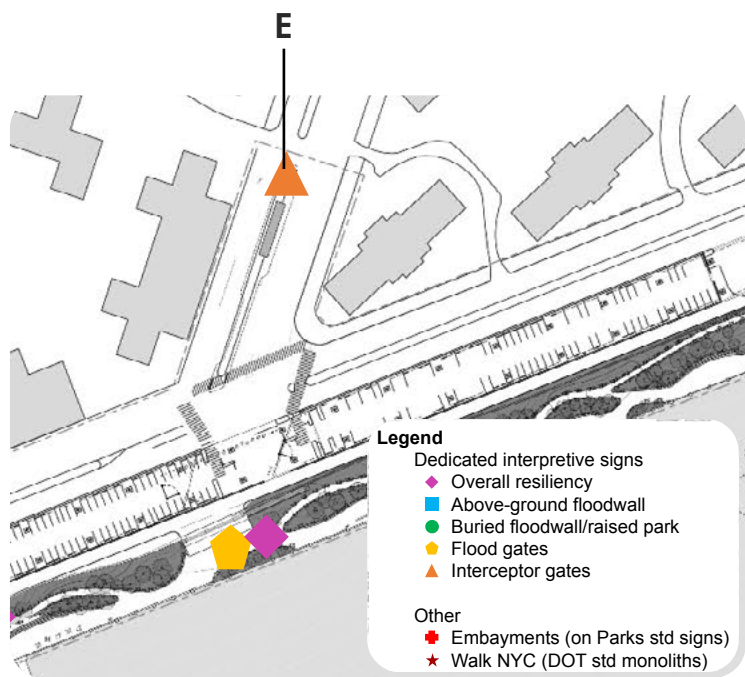 E
Legend
Dedicated interpretive signs
Overall resiliency
Above-ground floodwall
Buried floodwall/raised park
Flood gates
Interceptor gates
Other
Embayments (on Parks std signs)
Walk NYC (DOT std monoliths)